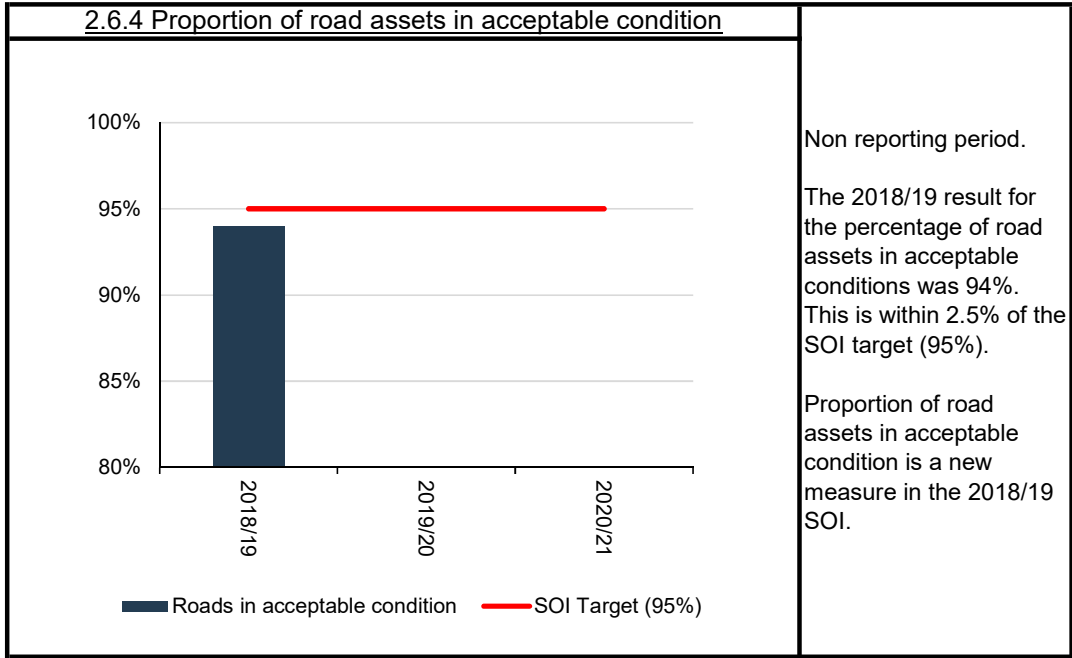 2.6.4 Proportion of road assets in acceptable condition
100%
95%
90%
85%
80%
2018/19
2019/20
2020/21
Roads in acceptable condition
SOI Target (95%)
Non reporting period.
The 2018/19 result for
the percentage of road
assets in acceptable
conditions was 94%.
This is within 2.5% of the
SOI target (95%).
Proportion of road
assets in acceptable
condition is a new
measure in the 2018/19
SOI.